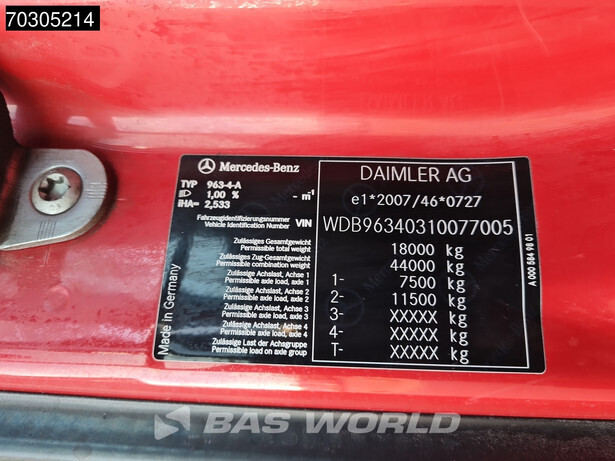 70305214
Mercedes-Benz
DAIMLER AG
TYP 963-4-A
1,00 % - m-1
iHA= 2,533
e1*2007/46*0727
Fahrzeugidentifizierungsnummer
Vehicle Identification Number VIN
WDB96340310077005
Zulässiges Gesamtgewicht
Permissible total weight
18000 kg
Zulässiges Zug-Gesamtgewicht
Permissible combination weight
44000 kg
Zulässige Achslast, Achse 1
Permissible axle load, axle 1
1- 7500 kg
Zulässige Achslast, Achse 2
Permissible axle load, axle 2
2- 11500 kg
Zulässige Achslast, Achse 3
Permissible axle load, axle 3
3- XXXXX kg
Zulässige Achslast, Achse 4
Permissible axle load, axle 4
4- XXXXX kg
Zulässige Last der Achsgruppe
Permissible load on axle group
T- XXXXX kg
Made in Germany
A 000 584 98 01
BAS WORLD